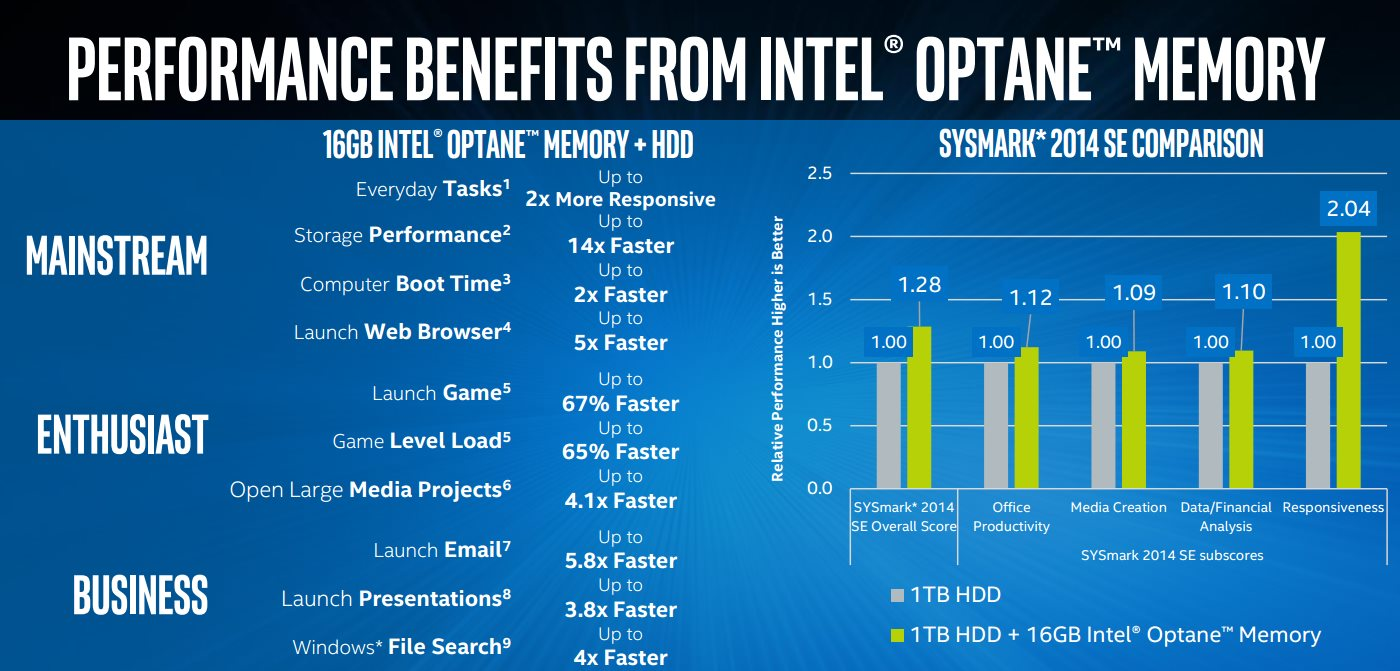 PERFORMANCE BENEFITS FROM INTEL® OPTANE™ MEMORY
16GB INTEL® OPTANE™ MEMORY + HDD
MAINSTREAM
Everyday Tasks¹
Up to
2x More Responsive
Storage Performance²
Up to
14x Faster
Computer Boot Time³
Up to
2x Faster
Launch Web Browser⁴
Up to
5x Faster
ENTHUSIAST
Launch Game⁵
Up to
67% Faster
Game Level Load⁵
Up to
65% Faster
Open Large Media Projects⁶
Up to
4.1x Faster
BUSINESS
Launch Email⁷
Up to
5.8x Faster
Launch Presentations⁸
Up to
3.8x Faster
Windows* File Search⁹
Up to
4x Faster
SYSMARK* 2014 SE COMPARISON
Relative Performance Higher is Better
2.5
2.0
1.5
1.0
0.5
0.0
1.00
1.28
1.00
1.12
1.00
1.09
1.00
1.10
1.00
2.04
SYSmark* 2014
SE Overall Score
Office
Productivity
Media Creation
Data/Financial
Analysis
Responsiveness
SYSmark 2014 SE subscores
1TB HDD
1TB HDD + 16GB Intel® Optane™ Memory